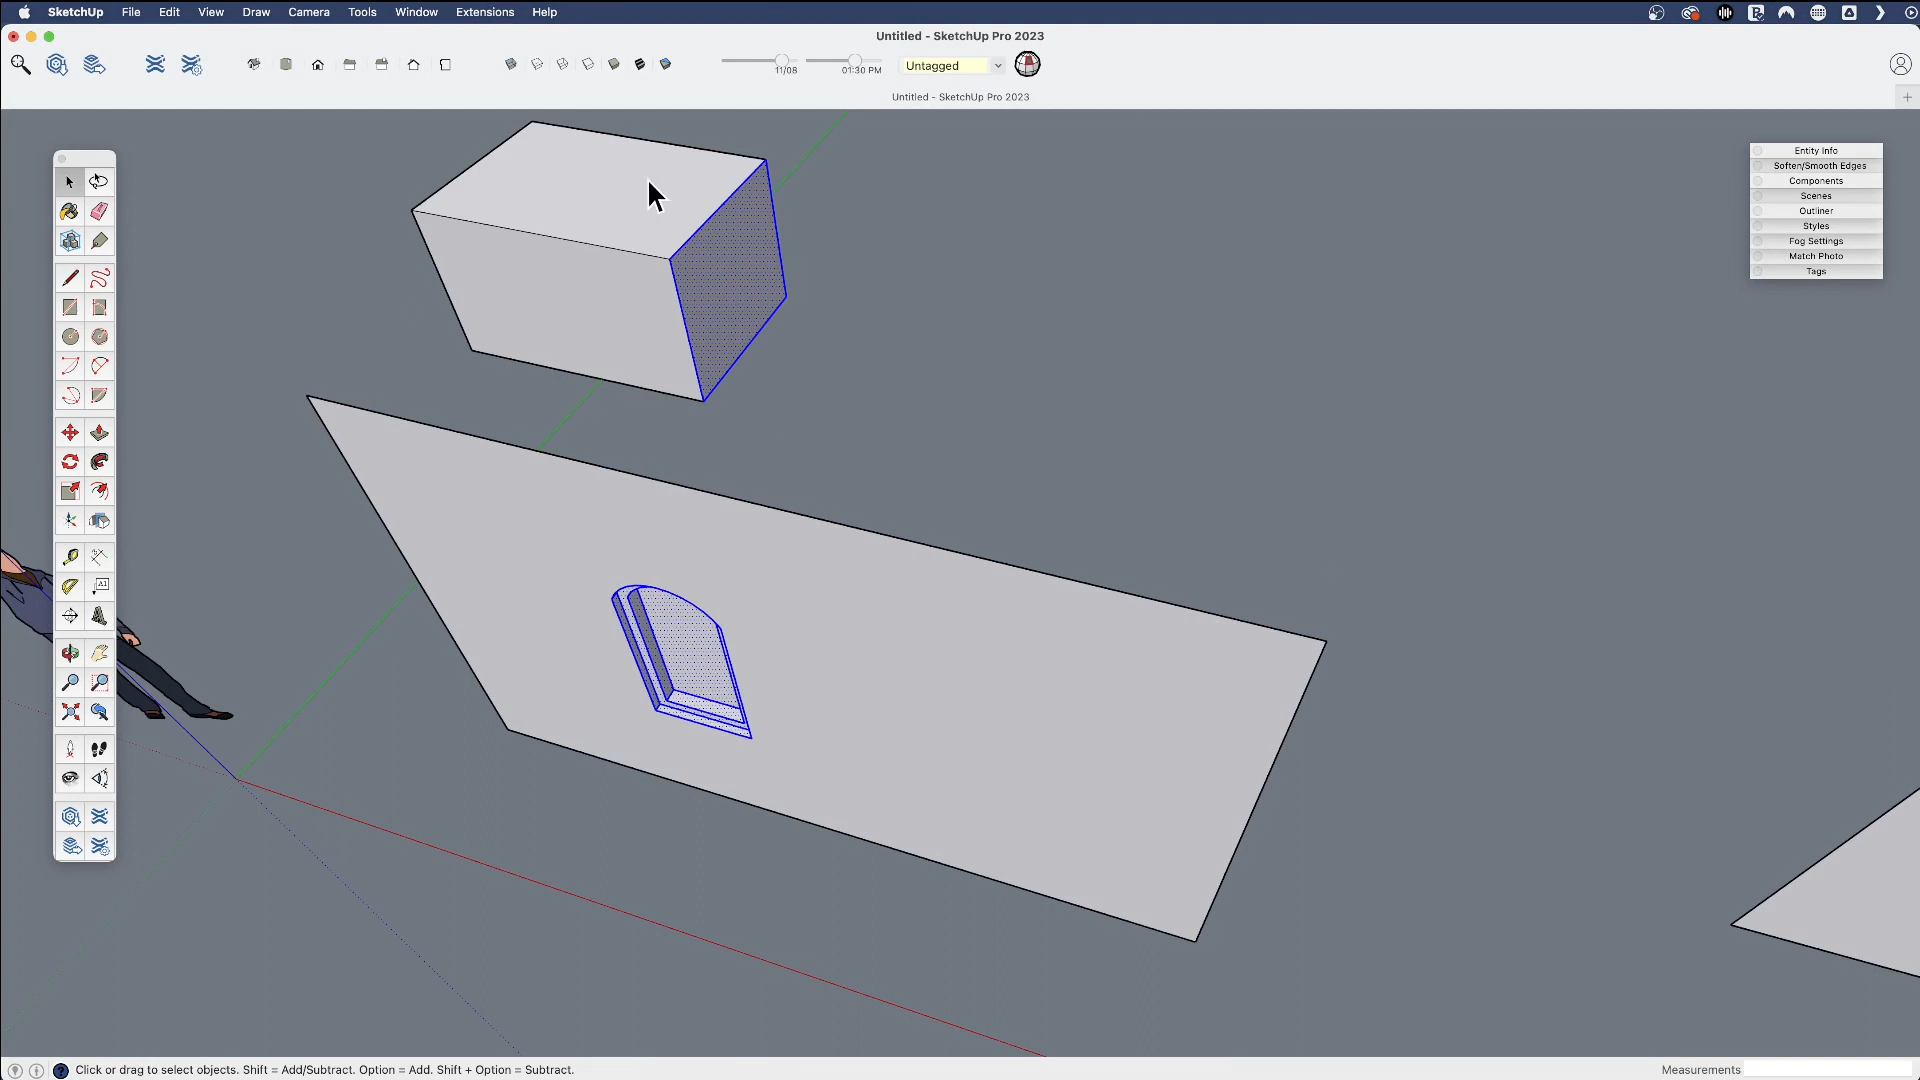 SketchUp File Edit View Draw Camera Tools Window Extensions Help
Untitled - SketchUp Pro 2023
11/08
01:30 PM
Untagged
Untitled - SketchUp Pro 2023
Entity Info
Soften/Smooth Edges
Components
Scenes
Outliner
Styles
Fog Settings
Match Photo
Tags
A1
Click or drag to select objects. Shift = Add/Subtract. Option = Add. Shift + Option = Subtract.
Measurements